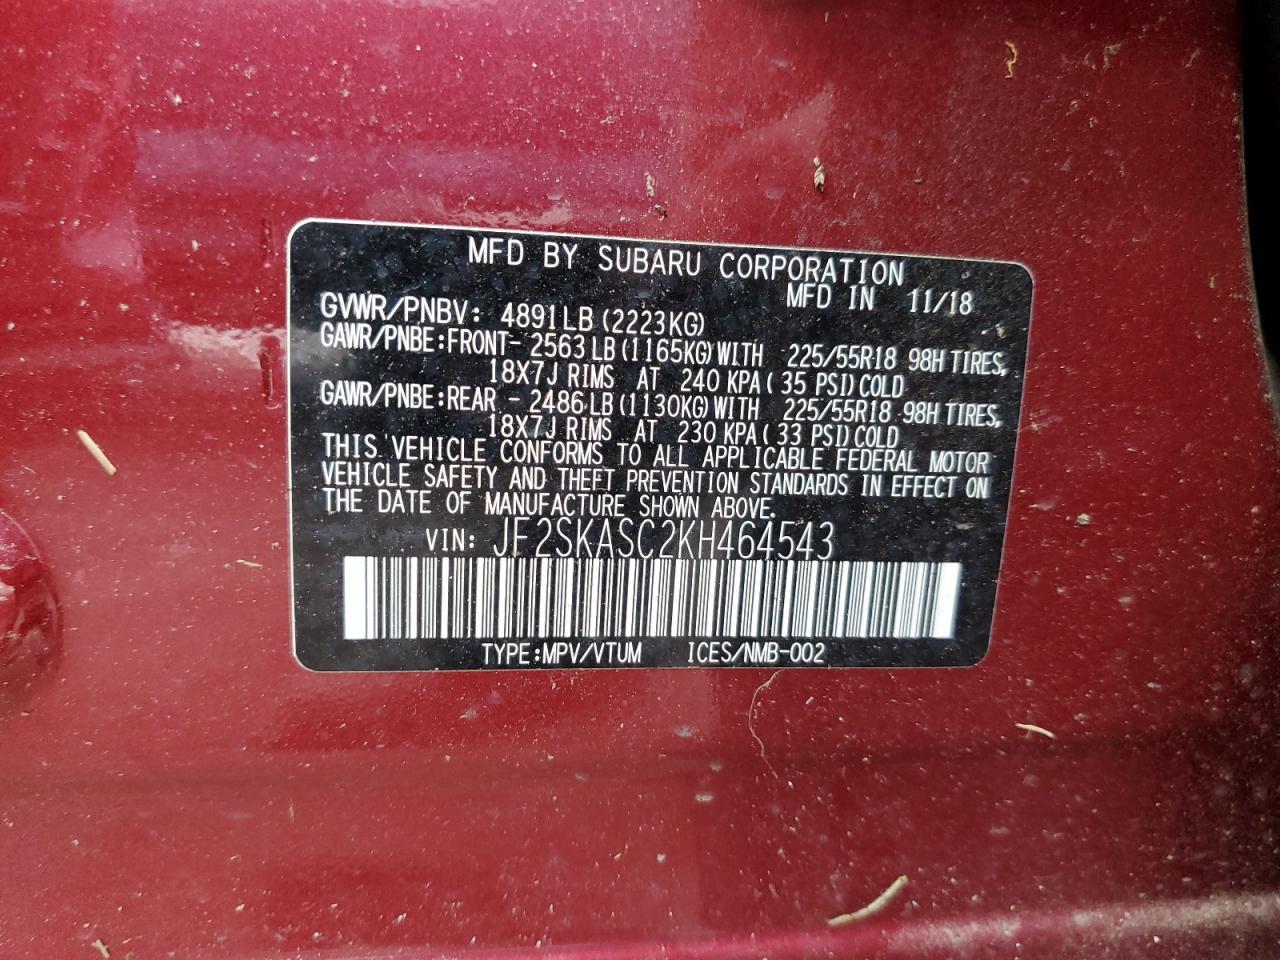 MFD BY SUBARU CORPORATION
MFD IN 11/18
GVWR/PNBV: 4891LB (2223KG)
GAWR/PNBE:FRONT- 2563LB (1165KG) WITH 225/55R18 98H TIRES,
18X7J RIMS AT 240 KPA (35 PSI) COLD
GAWR/PNBE:REAR - 2486LB (1130KG) WITH 225/55R18 98H TIRES,
18X7J RIMS AT 230 KPA (33 PSI) COLD
THIS VEHICLE CONFORMS TO ALL APPLICABLE FEDERAL MOTOR
VEHICLE SAFETY AND THEFT PREVENTION STANDARDS IN EFFECT ON
THE DATE OF MANUFACTURE SHOWN ABOVE.
VIN: JF2SKASC2KH464543
TYPE:MPV/VTUM ICES/NMB-002